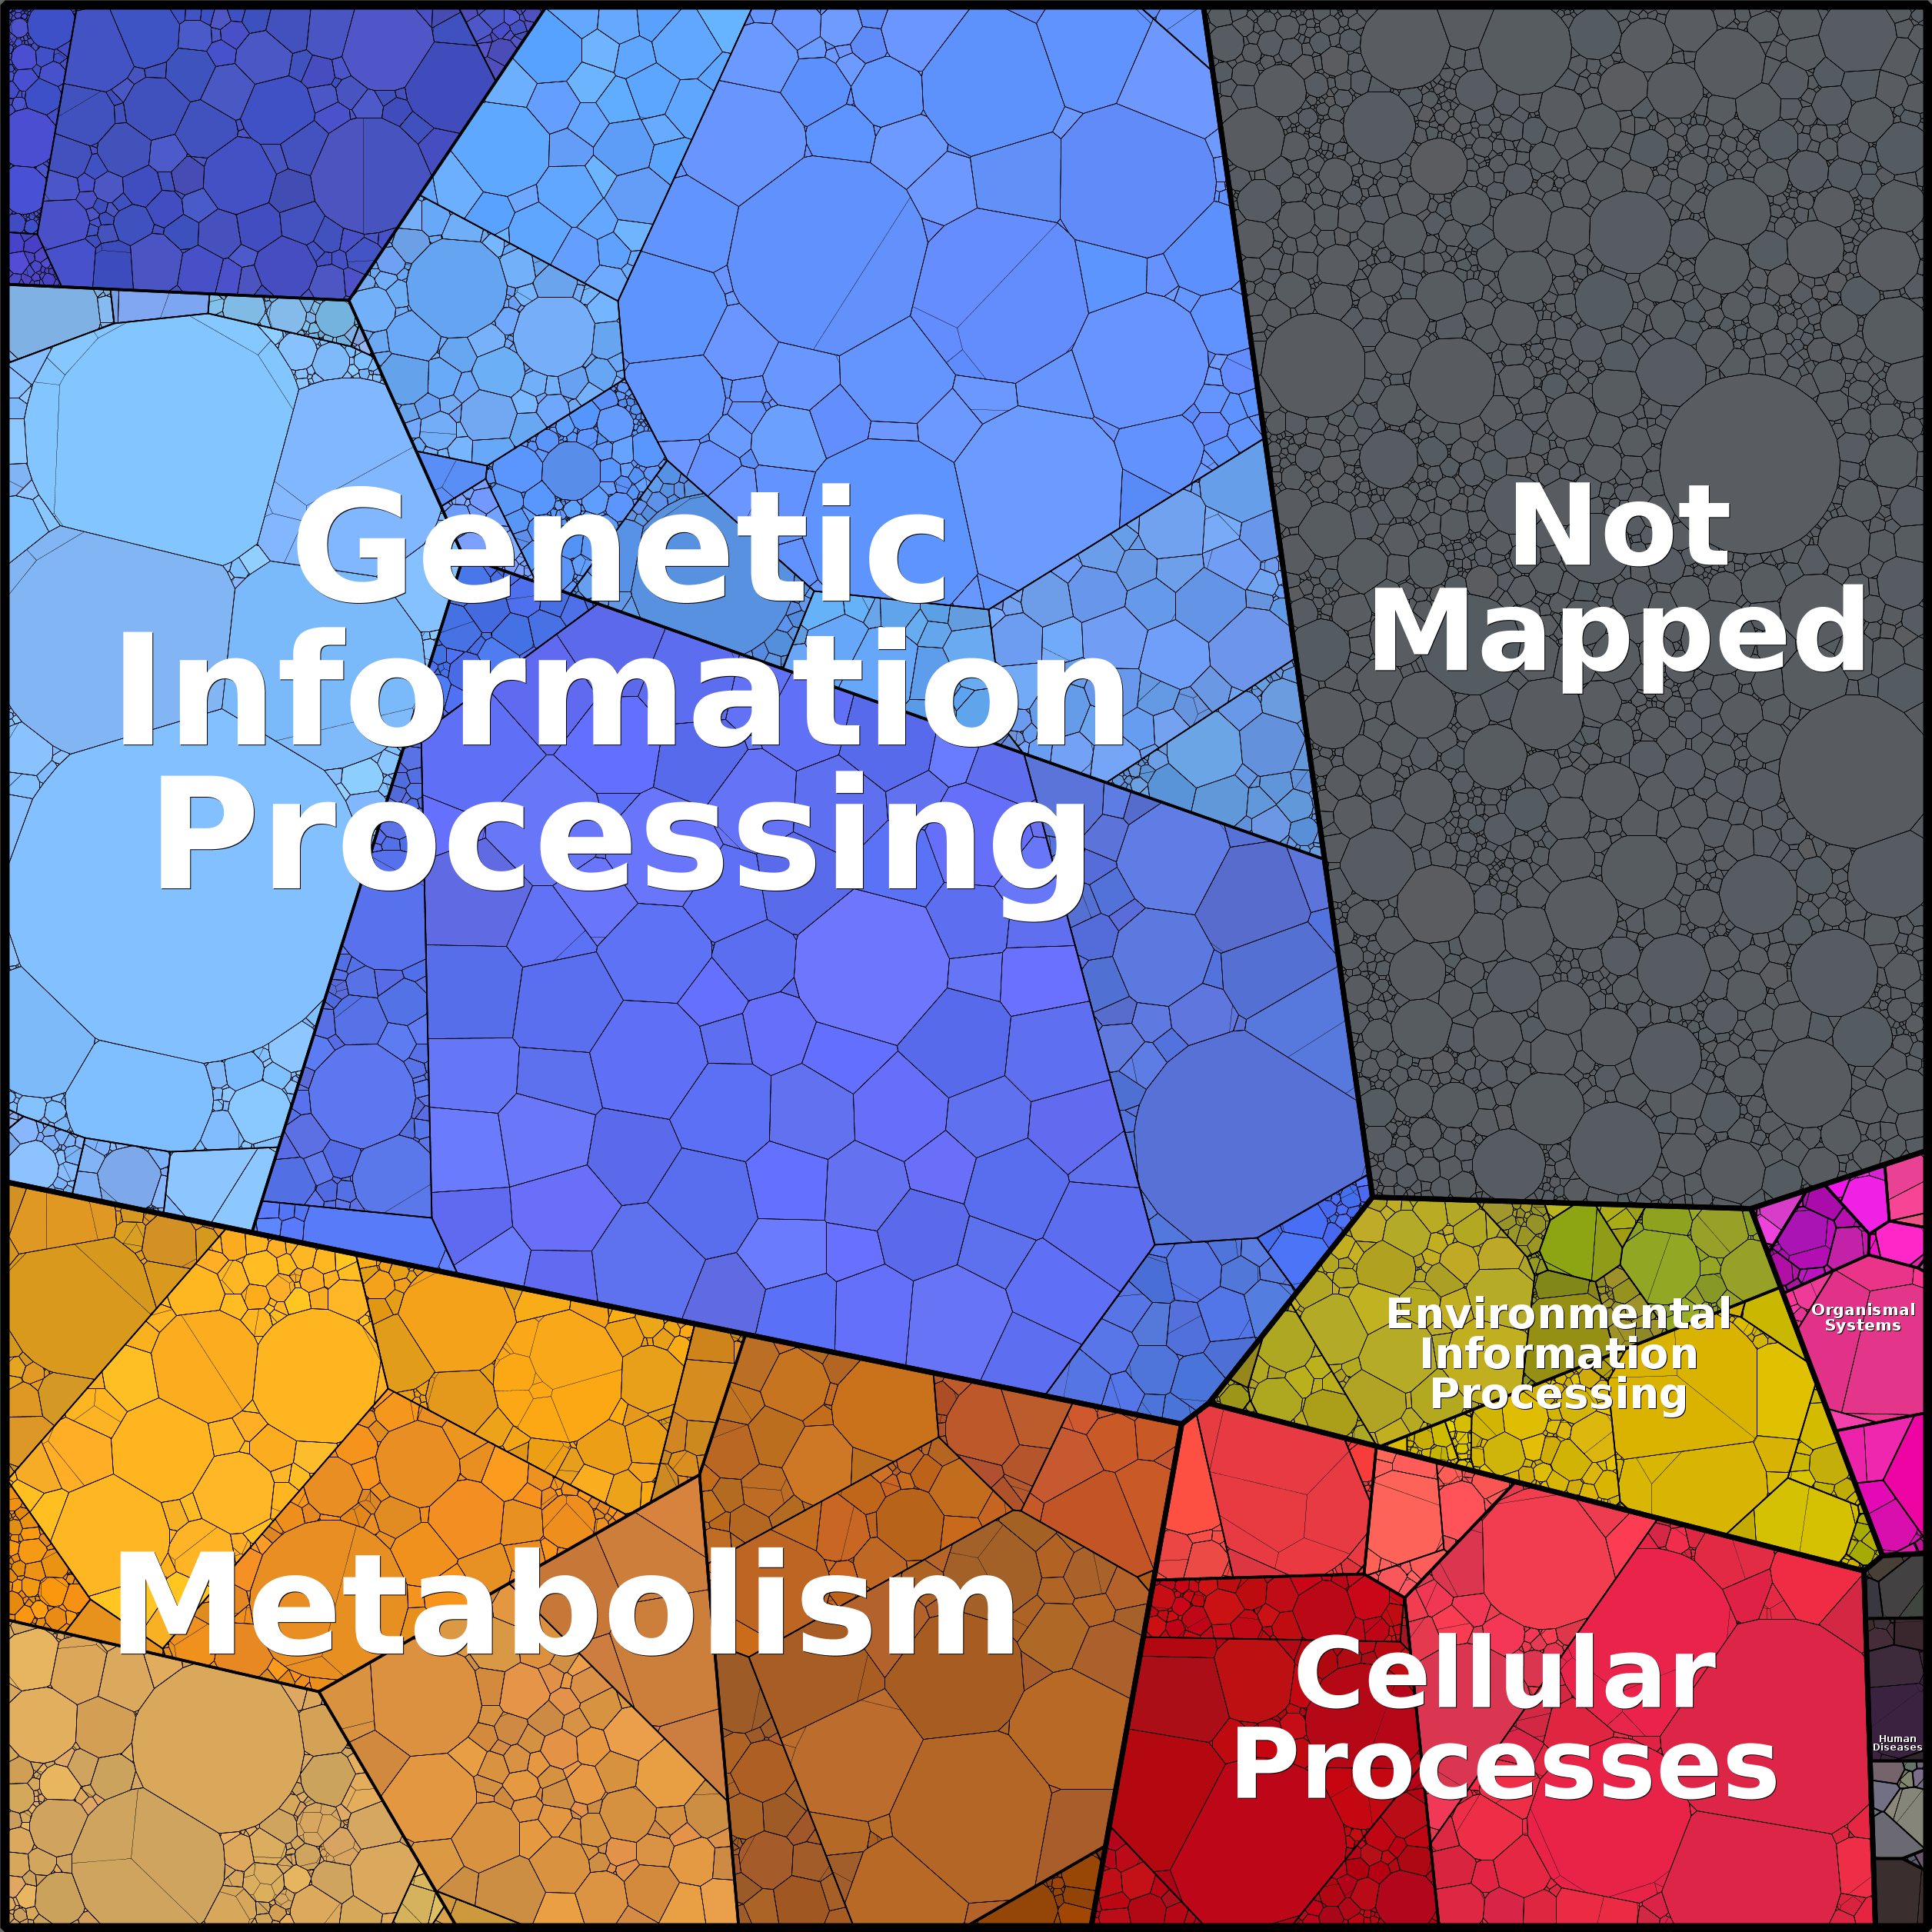 Genetic
Information
Processing
Not
Mapped
Environmental
Information
Processing
Organismal
Systems
Metabolism
Cellular
Processes
Human
Diseases